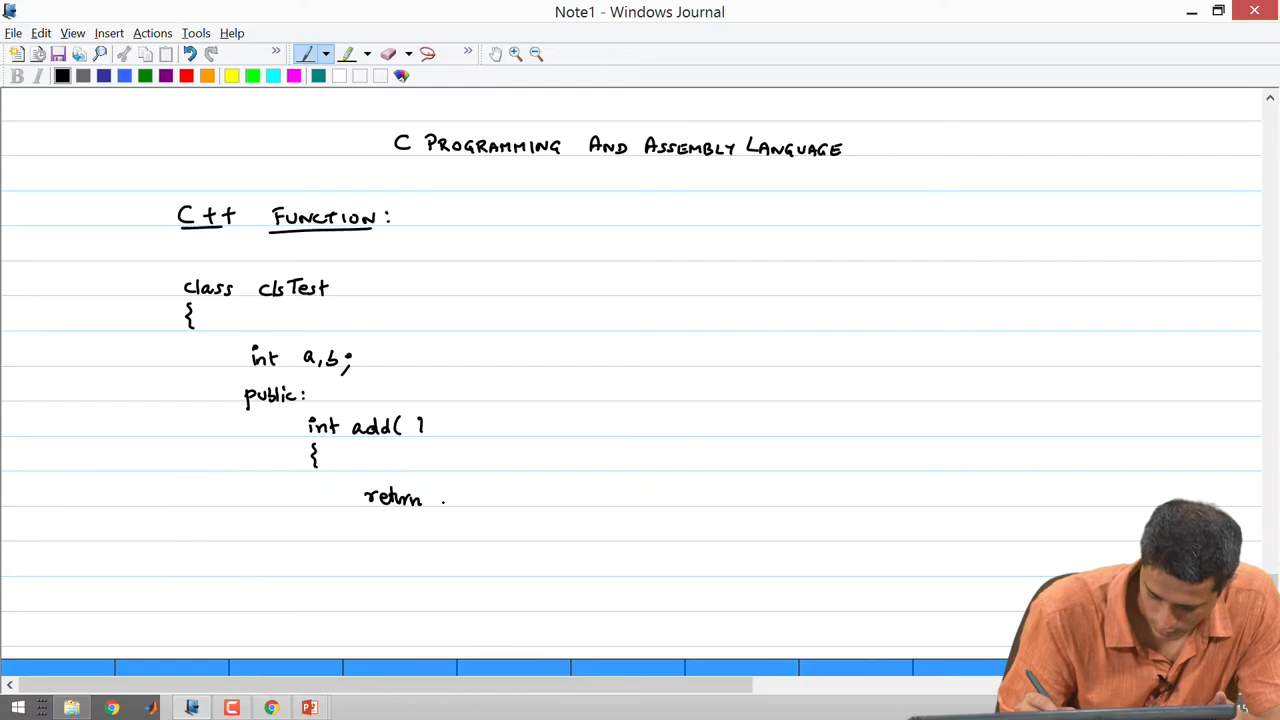 Note1 - Windows Journal
File Edit View Insert Actions Tools Help
B I
C PROGRAMMING AND ASSEMBLY LANGUAGE
C++ FUNCTION:
class clsTest
{
int a,b;
public:
int add( )
{
return